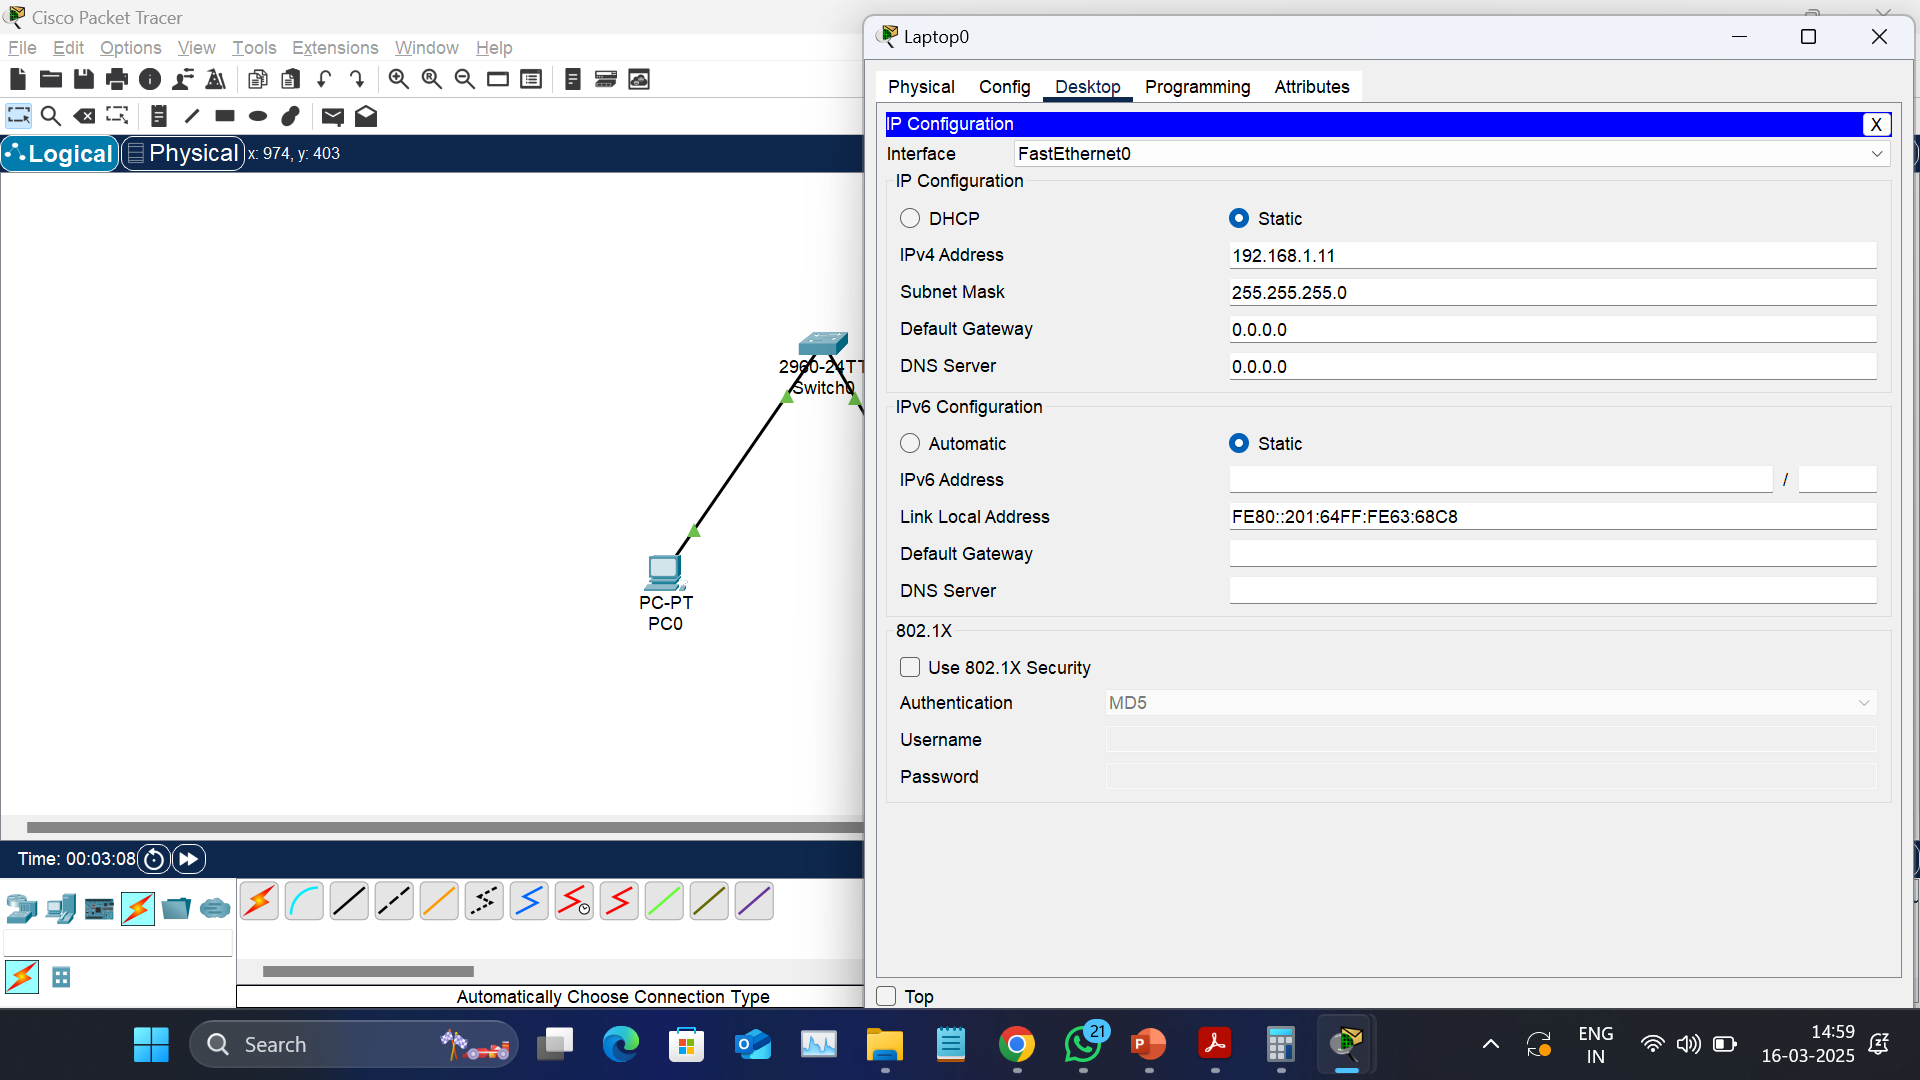 Cisco Packet Tracer
File Edit Options View Tools Extensions Window Help
Logical Physical x: 974, y: 403
2960-24TT
Switch0
PC-PT
PC0
Time: 00:03:08
Automatically Choose Connection Type
Laptop0
Physical Config Desktop Programming Attributes
IP Configuration X
Interface FastEthernet0
IP Configuration
DHCP Static
IPv4 Address 192.168.1.11
Subnet Mask 255.255.255.0
Default Gateway 0.0.0.0
DNS Server 0.0.0.0
IPv6 Configuration
Automatic Static
IPv6 Address /
Link Local Address FE80::201:64FF:FE63:68C8
Default Gateway
DNS Server
802.1X
Use 802.1X Security
Authentication MD5
Username
Password
Top
Search
21
ENG
IN
14:59
16-03-2025